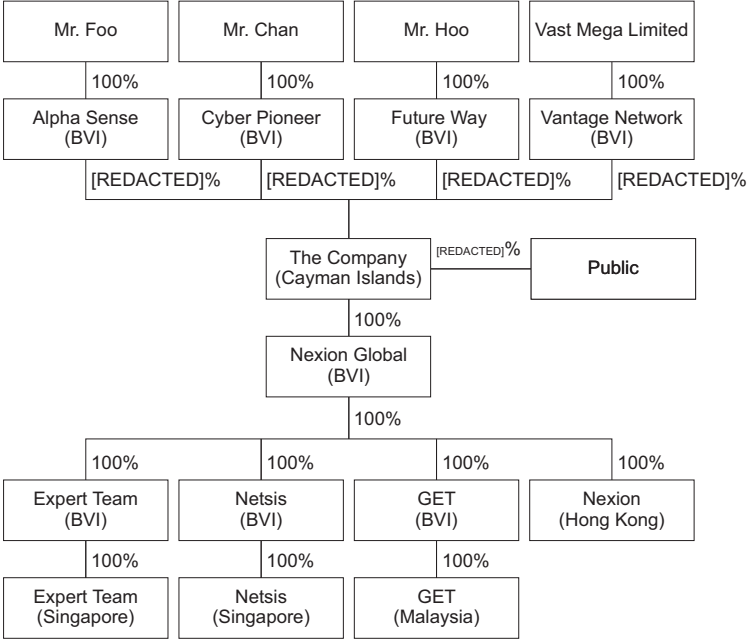 Mr. Foo
Mr. Chan
Mr. Hoo
Vast Mega Limited
100%
100%
100%
100%
Alpha Sense
(BVI)
Cyber Pioneer
(BVI)
Future Way
(BVI)
Vantage Network
(BVI)
[REDACTED]%
[REDACTED]%
[REDACTED]%
[REDACTED]%
The Company
(Cayman Islands)
[REDACTED]%
Public
100%
Nexion Global
(BVI)
100%
100%
100%
100%
100%
Expert Team
(BVI)
Netsis
(BVI)
GET
(BVI)
Nexion
(Hong Kong)
100%
100%
100%
Expert Team
(Singapore)
Netsis
(Singapore)
GET
(Malaysia)